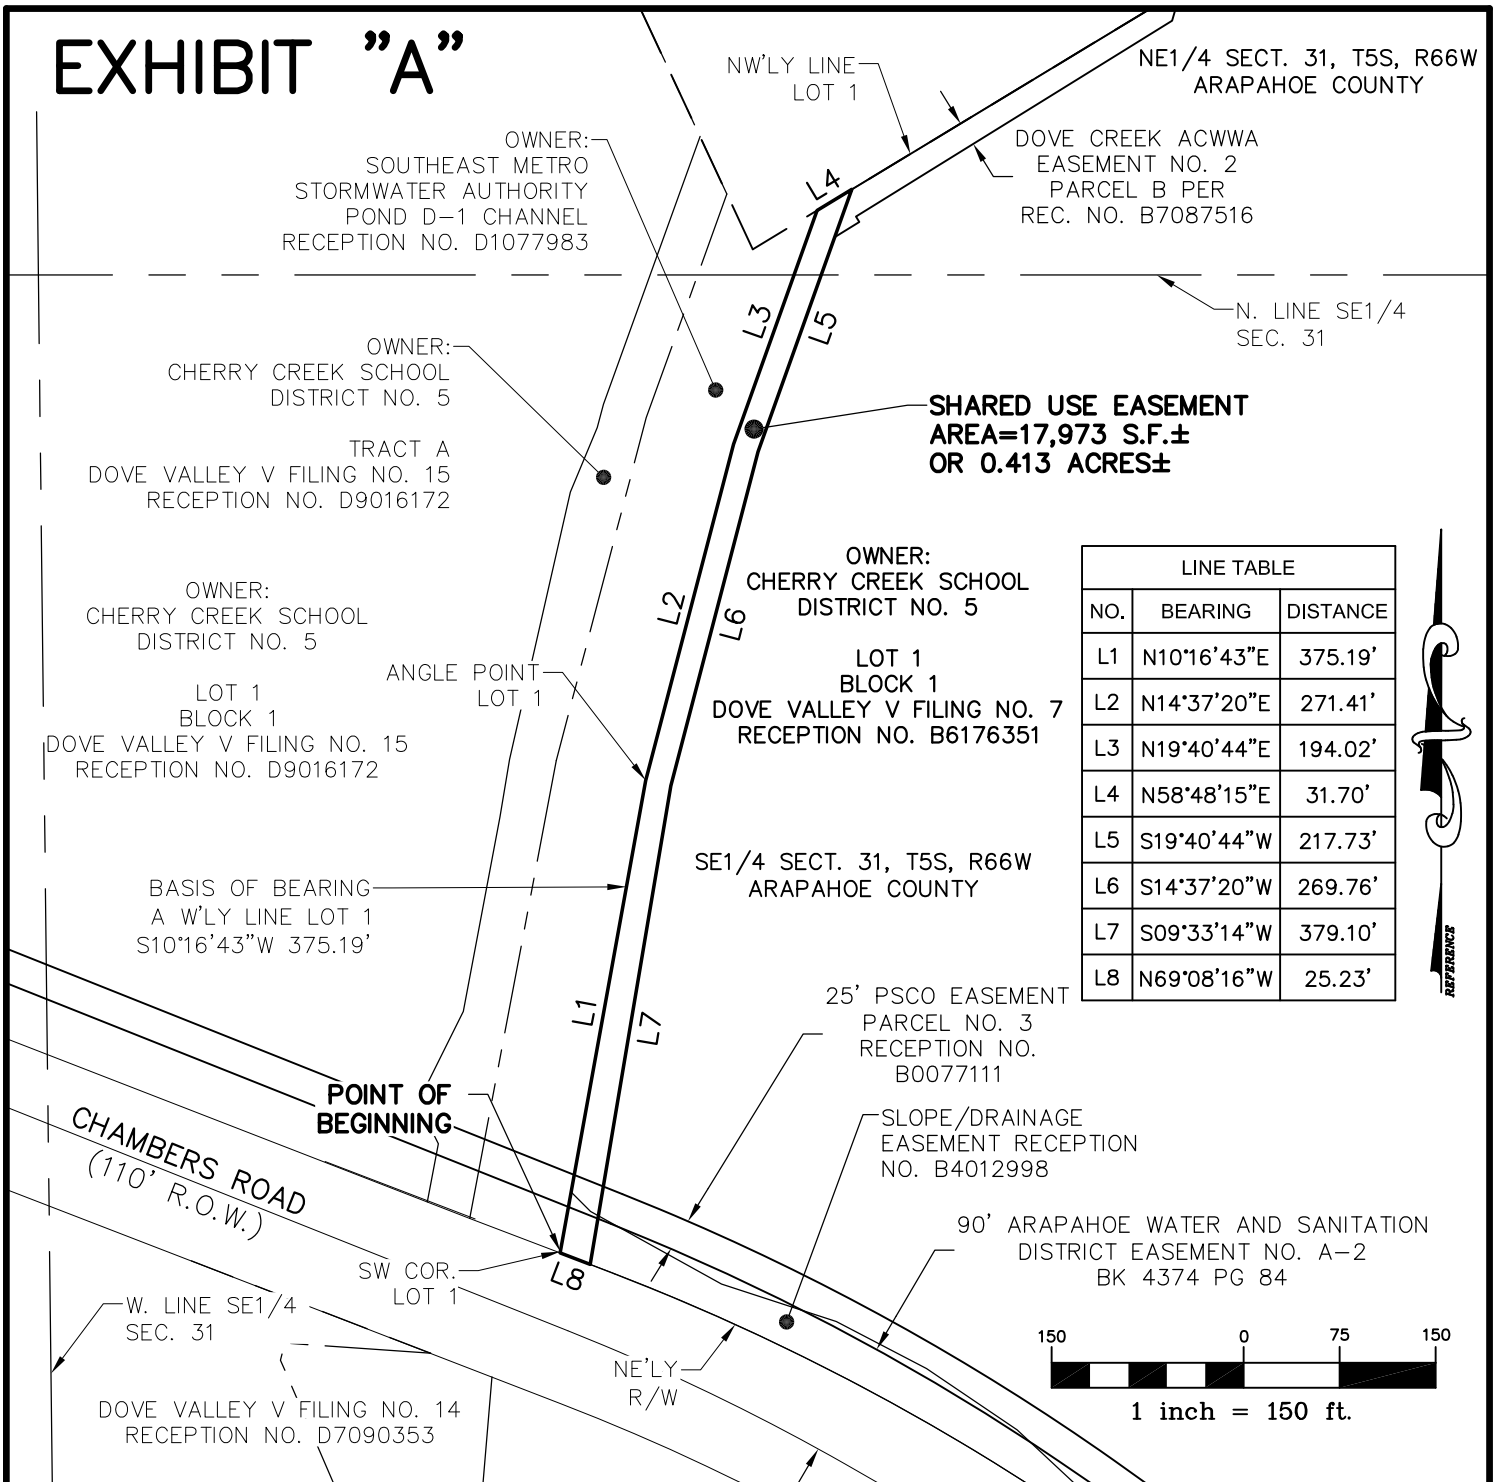 EXHIBIT "A"
NW'LY LINE
LOT 1
NE1/4 SECT. 31, T5S, R66W
ARAPAHOE COUNTY
OWNER:
SOUTHEAST METRO
STORMWATER AUTHORITY
POND D-1 CHANNEL
RECEPTION NO. D1077983
L4
DOVE CREEK ACWWA
EASEMENT NO. 2
PARCEL B PER
REC. NO. B7087516
L3
L5
N. LINE SE1/4
SEC. 31
OWNER:
CHERRY CREEK SCHOOL
DISTRICT NO. 5
TRACT A
DOVE VALLEY V FILING NO. 15
RECEPTION NO. D9016172
SHARED USE EASEMENT
AREA=17,973 S.F.±
OR 0.413 ACRES±
OWNER:
CHERRY CREEK SCHOOL
DISTRICT NO. 5
LOT 1
BLOCK 1
DOVE VALLEY V FILING NO. 15
RECEPTION NO. D9016172
L2
L6
OWNER:
CHERRY CREEK SCHOOL
DISTRICT NO. 5
LOT 1
BLOCK 1
DOVE VALLEY V FILING NO. 7
RECEPTION NO. B6176351
ANGLE POINT
LOT 1
LINE TABLE
NO. BEARING DISTANCE
L1 N10°16'43"E 375.19'
L2 N14°37'20"E 271.41'
L3 N19°40'44"E 194.02'
L4 N58°48'15"E 31.70'
L5 S19°40'44"W 217.73'
L6 S14°37'20"W 269.76'
L7 S09°33'14"W 379.10'
L8 N69°08'16"W 25.23'
REFERENCE
SE1/4 SECT. 31, T5S, R66W
ARAPAHOE COUNTY
BASIS OF BEARING
A W'LY LINE LOT 1
S10°16'43"W 375.19'
L1
L7
25' PSCO EASEMENT
PARCEL NO. 3
RECEPTION NO.
B0077111
POINT OF
BEGINNING
CHAMBERS ROAD
(110' R.O.W.)
SLOPE/DRAINAGE
EASEMENT RECEPTION
NO. B4012998
90' ARAPAHOE WATER AND SANITATION
DISTRICT EASEMENT NO. A-2
BK 4374 PG 84
SW COR.
LOT 1
L8
W. LINE SE1/4
SEC. 31
NE'LY
R/W
DOVE VALLEY V FILING NO. 14
RECEPTION NO. D7090353
150 0 75 150
1 inch = 150 ft.